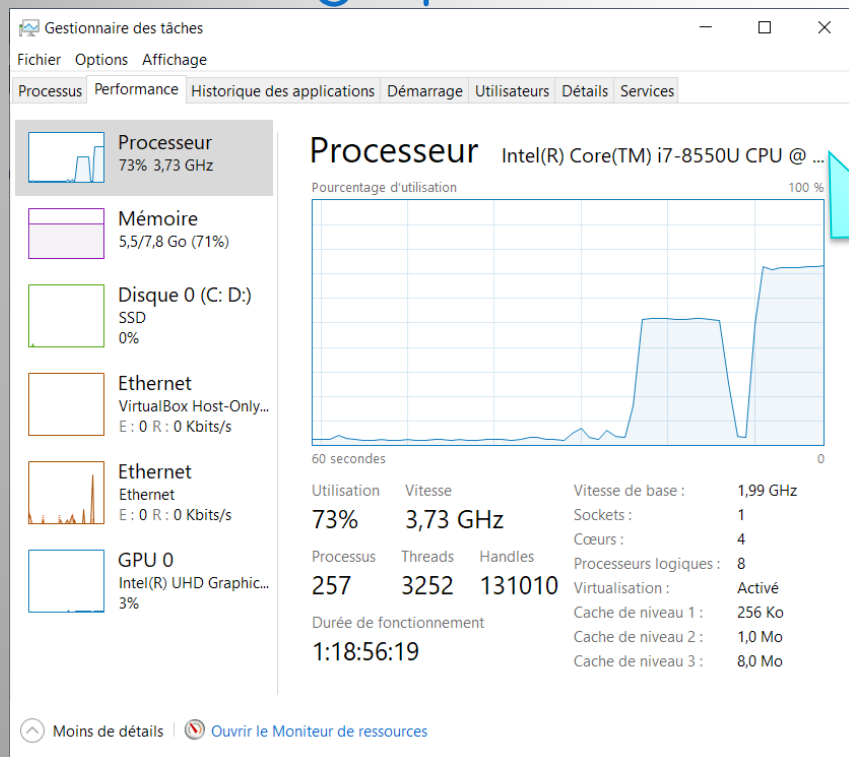 Gestionnaire des tâches
Fichier Options Affichage
Processus Performance Historique des applications Démarrage Utilisateurs Détails Services
Processeur
73% 3,73 GHz
Mémoire
5,5/7,8 Go (71%)
Disque 0 (C: D:)
SSD
0%
Ethernet
VirtualBox Host-Only...
E : 0 R : 0 Kbits/s
Ethernet
Ethernet
E : 0 R : 0 Kbits/s
GPU 0
Intel(R) UHD Graphic...
3%
Processeur Intel(R) Core(TM) i7-8550U CPU @ ...
Pourcentage d'utilisation 100 %
60 secondes 0
Utilisation Vitesse
73% 3,73 GHz
Processus Threads Handles
257 3252 131010
Durée de fonctionnement
1:18:56:19
Vitesse de base : 1,99 GHz
Sockets : 1
Cœurs : 4
Processeurs logiques : 8
Virtualisation : Activé
Cache de niveau 1 : 256 Ko
Cache de niveau 2 : 1,0 Mo
Cache de niveau 3 : 8,0 Mo
Moins de détails Ouvrir le Moniteur de ressources